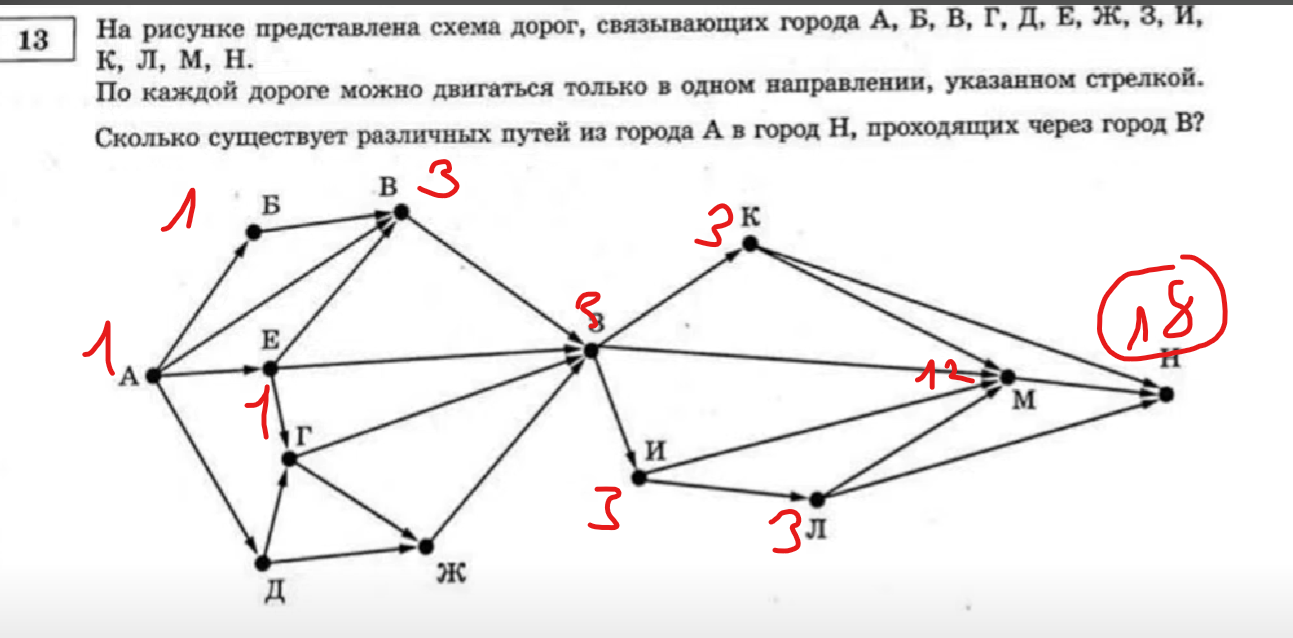 13
На рисунке представлена схема дорог, связывающих города А, Б, В, Г, Д, Е, Ж, З, И,
К, Л, М, Н.
По каждой дороге можно двигаться только в одном направлении, указанном стрелкой.
Сколько существует различных путей из города А в город Н, проходящих через город В?
В 3
1 Б
3 К
18
3
З
Е
1
А
Н
12
М
1
Г
И
3
3
Л
Ж
Д